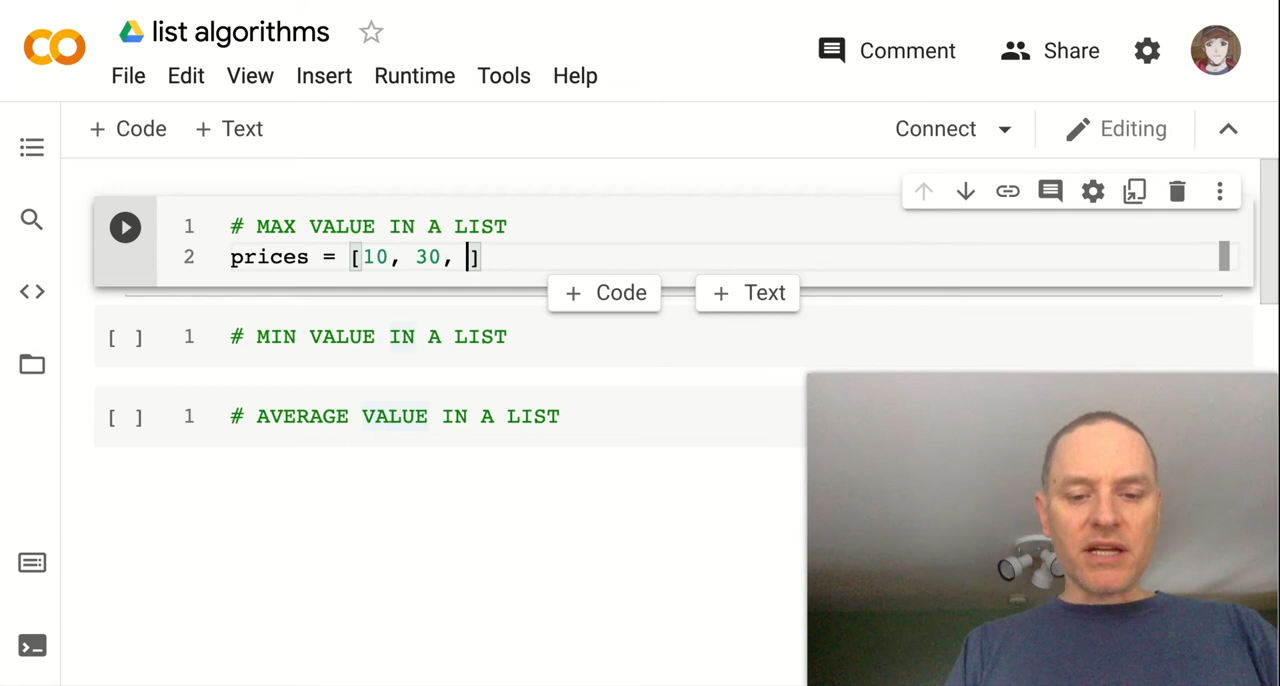 list algorithms
File Edit View Insert Runtime Tools Help
Comment Share
+ Code + Text
Connect Editing
1 # MAX VALUE IN A LIST
2 prices = [10, 30, ]
+ Code + Text
[ ] 1 # MIN VALUE IN A LIST
[ ] 1 # AVERAGE VALUE IN A LIST